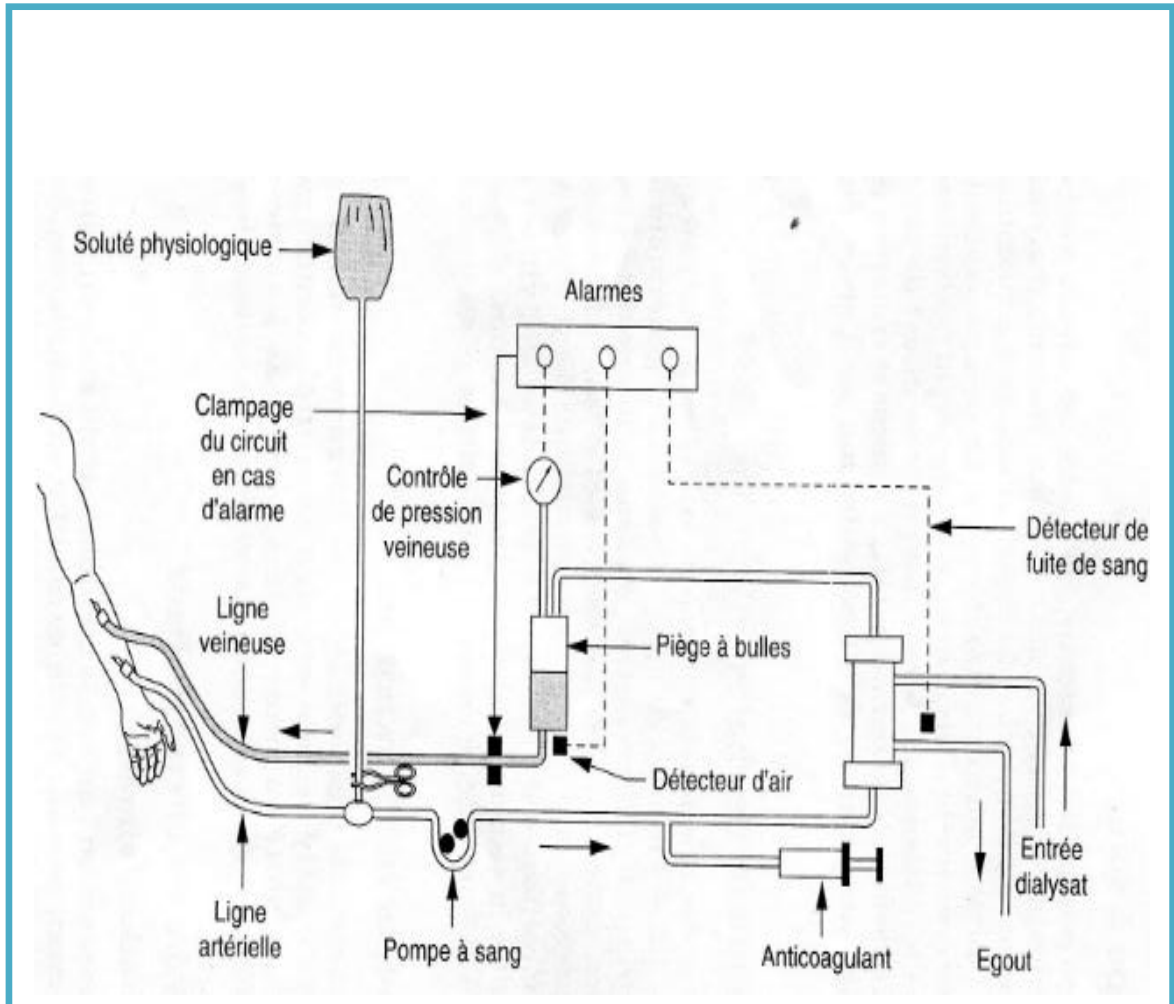 Soluté physiologique
Alarmes
Clampage
du circuit
en cas
d'alarme
Contrôle
de pression
veineuse
Détecteur de
fuite de sang
Ligne
veineuse
Piège à bulles
Détecteur d'air
Entrée
dialysat
Ligne
artérielle
Pompe à sang
Anticoagulant
Egout